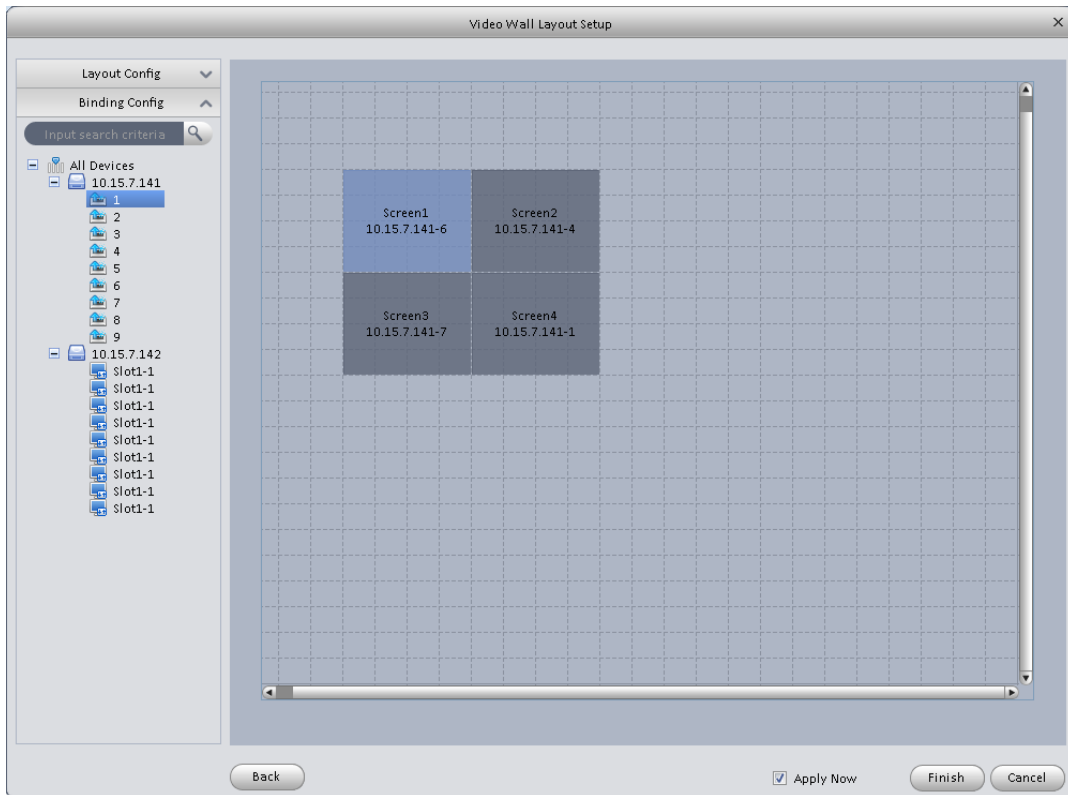 Video Wall Layout Setup
Layout Config
Binding Config
Input search criteria
All Devices
10.15.7.141
1
2
3
4
5
6
7
8
9
10.15.7.142
Slot1-1
Slot1-1
Slot1-1
Slot1-1
Slot1-1
Slot1-1
Slot1-1
Slot1-1
Slot1-1
Screen1
10.15.7.141-6
Screen2
10.15.7.141-4
Screen3
10.15.7.141-7
Screen4
10.15.7.141-1
Back
Apply Now
Finish
Cancel